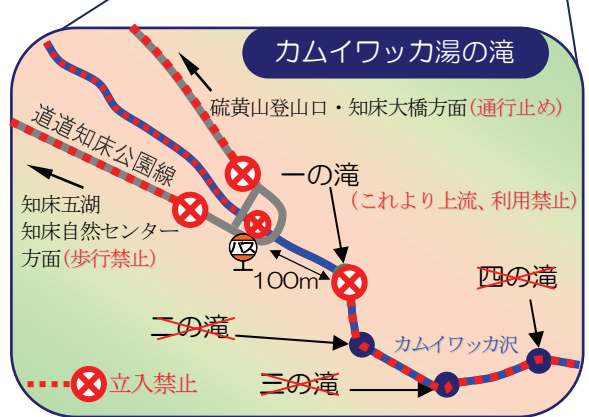 カムイワッカ湯の滝
硫黄山登山口・知床大橋方面(通行止め)
道道知床公園線
一の滝
(これより上流、利用禁止)
知床五湖
知床自然センター
方面(歩行禁止)
バス
100m
四の滝
二の滝
カムイワッカ沢
三の滝
立入禁止